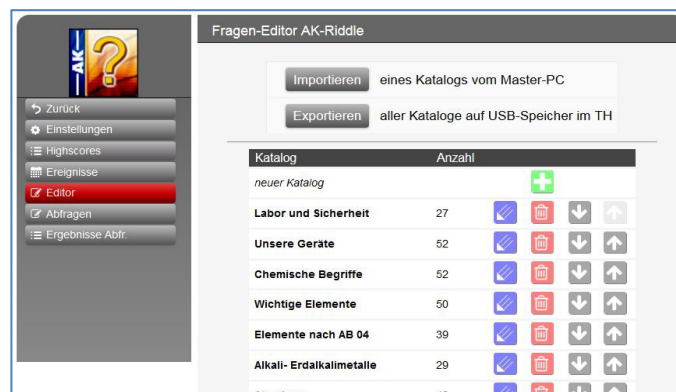 AK
?
Zurück
Einstellungen
Highscores
Ereignisse
Editor
Abfragen
Ergebnisse Abfr.
Fragen-Editor AK-Riddle
Importieren eines Katalogs vom Master-PC
Exportieren aller Kataloge auf USB-Speicher im TH
Katalog Anzahl
neuer Katalog
Labor und Sicherheit 27
Unsere Geräte 52
Chemische Begriffe 52
Wichtige Elemente 50
Elemente nach AB 04 39
Alkali- Erdalkalimetalle 29